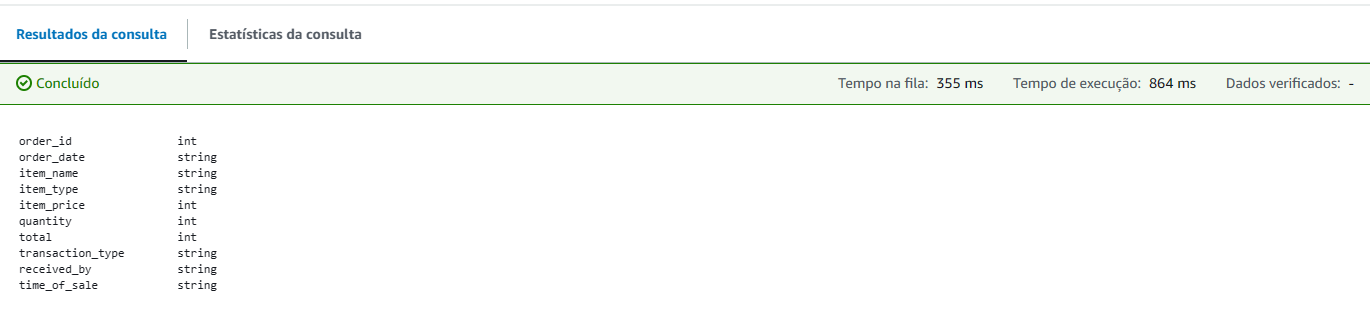 Resultados da consulta Estatísticas da consulta
Concluído Tempo na fila: 355 ms Tempo de execução: 864 ms Dados verificados: -
order_id int
order_date string
item_name string
item_type string
item_price int
quantity int
total int
transaction_type string
received_by string
time_of_sale string